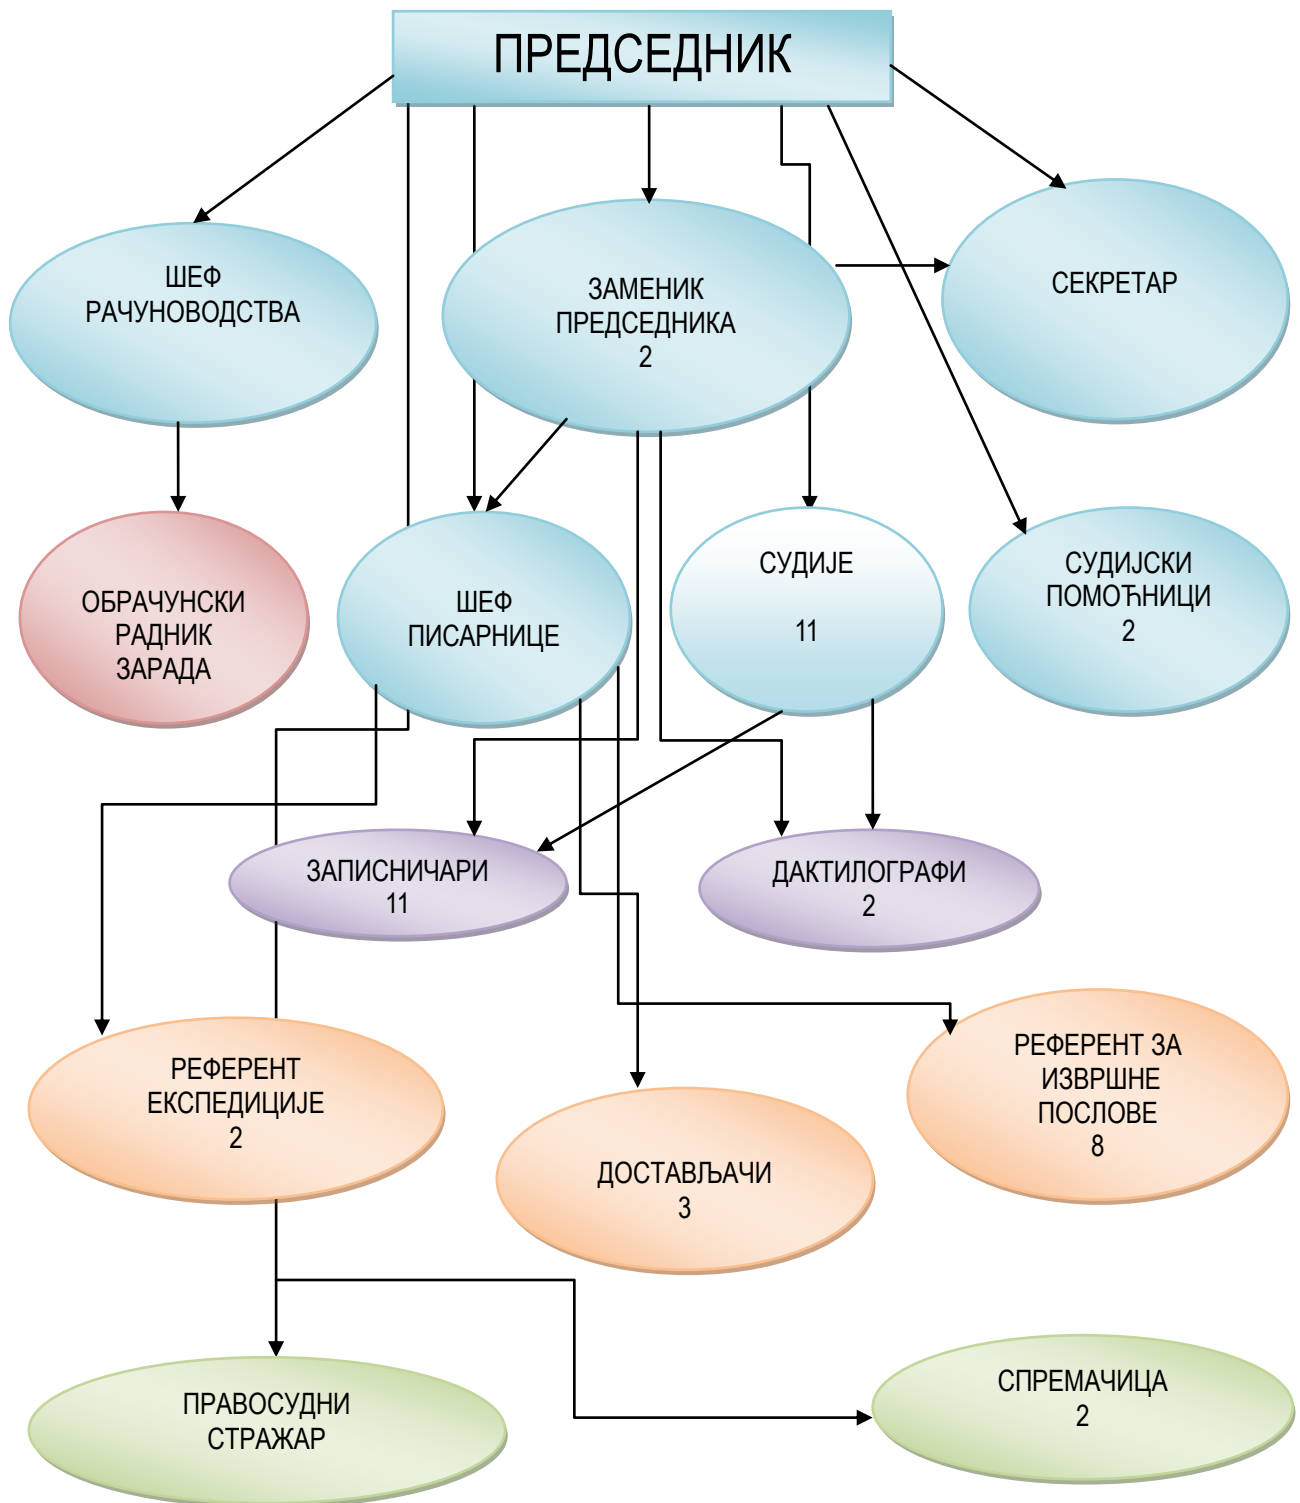 ПРЕДСЕДНИК
ШЕФ
РАЧУНОВОДСТВА
ЗАМЕНИК
ПРЕДСЕДНИКА
2
СЕКРЕТАР
ОБРАЧУНСКИ
РАДНИК
ЗАРАДА
ШЕФ
ПИСАРНИЦЕ
СУДИЈЕ
11
СУДИЈСКИ
ПОМОЋНИЦИ
2
ЗАПИСНИЧАРИ
11
ДАКТИЛОГРАФИ
2
РЕФЕРЕНТ
ЕКСПЕДИЦИЈЕ
2
ДОСТАВЉАЧИ
3
РЕФЕРЕНТ ЗА
ИЗВРШНЕ
ПОСЛОВЕ
8
ПРАВОСУДНИ
СТРАЖАР
СПРЕМАЧИЦА
2